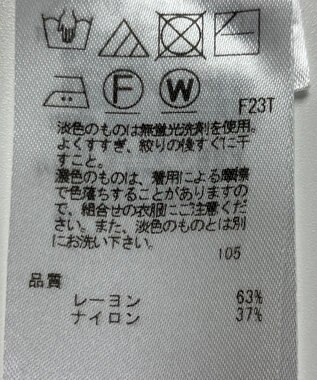 F
W
F23T
淡色のものは無蛍光洗剤を使用。
よくすすぎ、絞りの後すぐに干
すこと。
濃色のものは、着用による摩擦
で色落ちすることがありますの
で、組合せの衣服にご注意くだ
さい。また、淡色のものとは別
にお洗い下さい。
105
品質
レーヨン 63%
ナイロン 37%